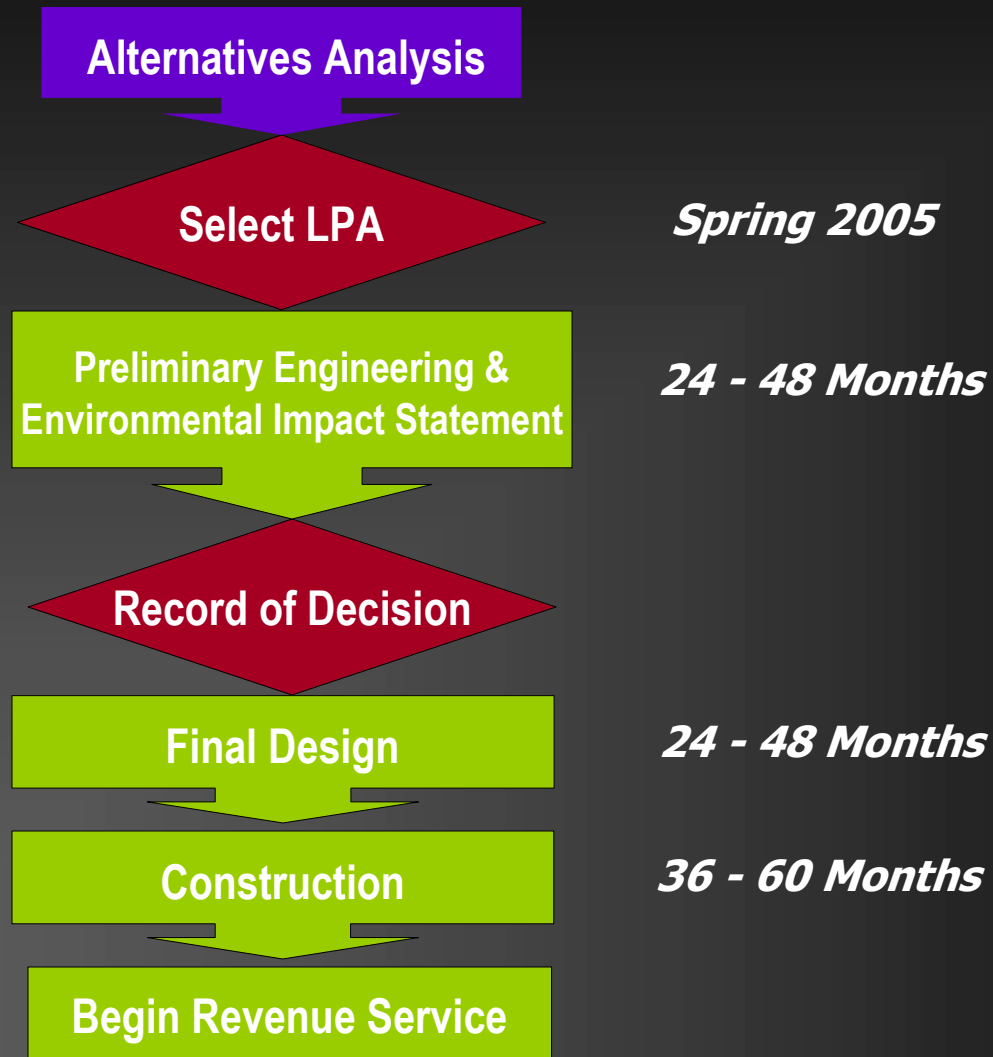 Alternatives Analysis
Select LPA
Spring 2005
Preliminary Engineering &
Environmental Impact Statement
24 - 48 Months
Record of Decision
Final Design
24 - 48 Months
Construction
36 - 60 Months
Begin Revenue Service